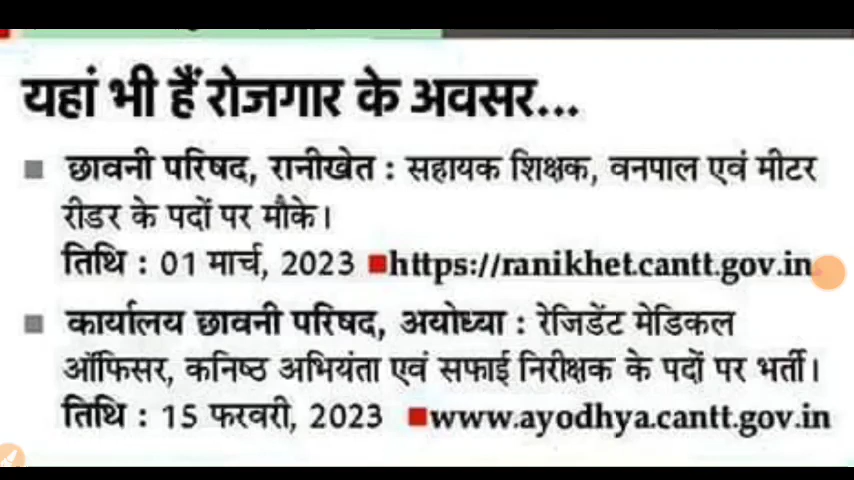 यहां भी हैं रोजगार के अवसर...
छावनी परिषद, रानीखेत : सहायक शिक्षक, वनपाल एवं मीटर
रीडर के पदों पर मौके।
तिथि : 01 मार्च, 2023 https://ranikhet.cantt.gov.in
कार्यालय छावनी परिषद, अयोध्या : रेजिडेंट मेडिकल
ऑफिसर, कनिष्ठ अभियंता एवं सफाई निरीक्षक के पदों पर भर्ती।
तिथि : 15 फरवरी, 2023 www.ayodhya.cantt.gov.in